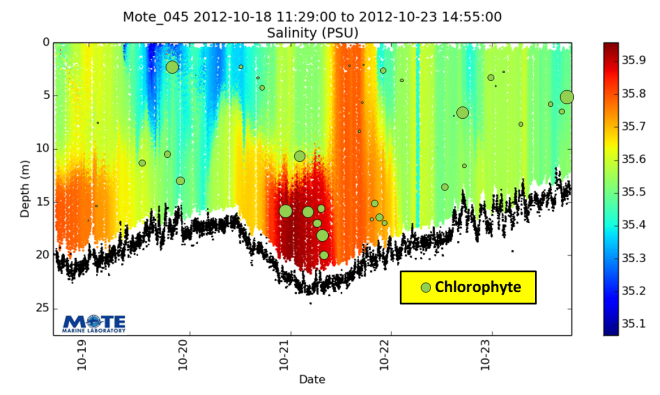 Mote_045 2012-10-18 11:29:00 to 2012-10-23 14:55:00
Salinity (PSU)
0
5
10
15
20
25
Depth (m)
10-19
10-20
10-21
10-22
10-23
Date
35.9
35.8
35.7
35.6
35.5
35.4
35.3
35.2
35.1
Chlorophyte
MOTE
MARINE LABORATORY